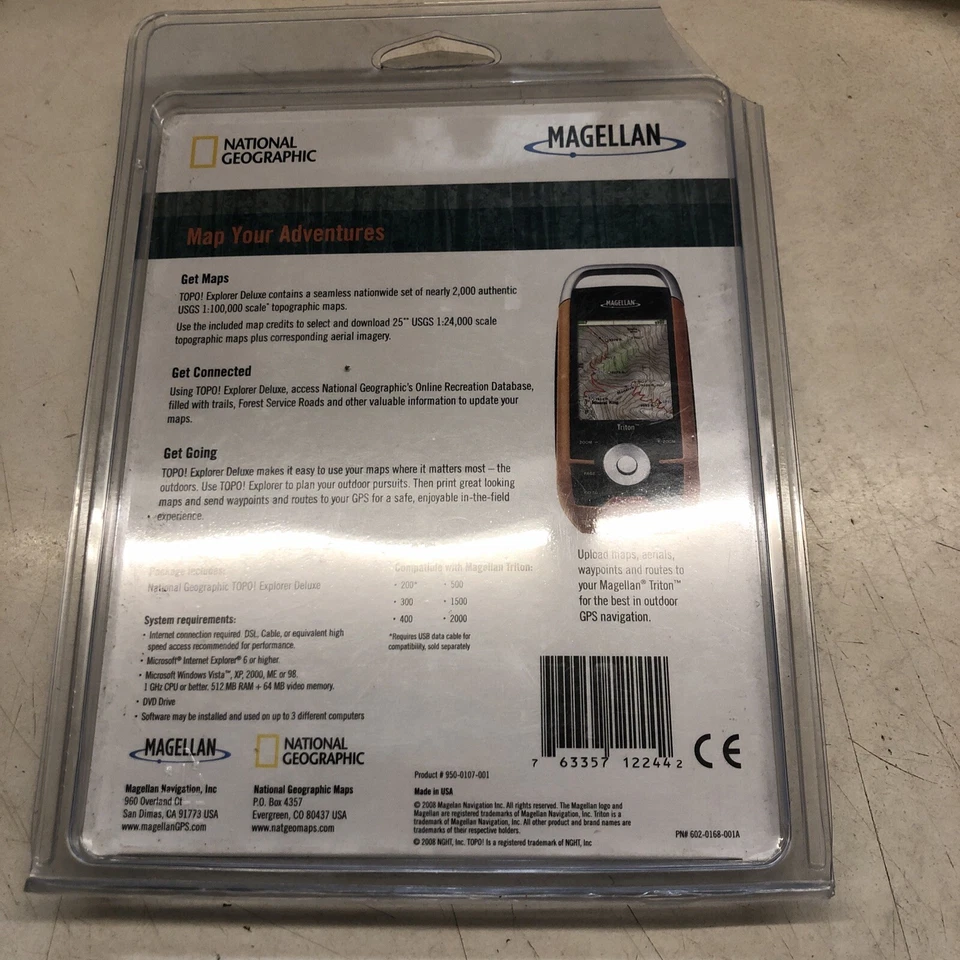 NATIONAL
GEOGRAPHIC
MAGELLAN
Map Your Adventures
Get Maps
TOPO! Explorer Deluxe contains a seamless nationwide set of nearly 2,000 authentic
USGS 1:100,000 scale* topographic maps.
Use the included map credits to select and download 25** USGS 1:24,000 scale
topographic maps plus corresponding aerial imagery.
Get Connected
Using TOPO! Explorer Deluxe, access National Geographic's Online Recreation Database,
filled with trails, Forest Service Roads and other valuable information to update your
maps.
Get Going
TOPO! Explorer Deluxe makes it easy to use your maps where it matters most – the
outdoors. Use TOPO! Explorer to plan your outdoor pursuits. Then print great looking
maps and send waypoints and routes to your GPS for a safe, enjoyable in-the-field
experience.
MAGELLAN
Triton™
Upload maps, aerials,
waypoints and routes to
your Magellan® Triton™
for the best in outdoor
GPS navigation.
Package includes:
National Geographic TOPO! Explorer Deluxe
System requirements:
• Internet connection required. DSL, Cable, or equivalent high
speed access recommended for performance.
• Microsoft® Internet Explorer® 6 or higher.
• Microsoft Windows Vista™, XP, 2000, ME or 98.
1 GHz CPU or better. 512 MB RAM + 64 MB video memory.
• DVD Drive
• Software may be installed and used on up to 3 different computers
Compatible with Magellan Triton:
• 200* • 500
• 300 • 1500
• 400 • 2000
*Requires USB data cable for
compatibility, sold separately
7 63357 12244 2
CE
MAGELLAN
NATIONAL
GEOGRAPHIC
Magellan Navigation, Inc
960 Overland Ct
San Dimas, CA 91773 USA
www.magellanGPS.com
National Geographic Maps
P.O. Box 4357
Evergreen, CO 80437 USA
www.natgeomaps.com
Product # 950-0107-001
Made in USA
© 2008 Magellan Navigation Inc. All rights reserved. The Magellan logo and
Magellan are registered trademarks of Magellan Navigation, Inc. Triton is a
trademark of Magellan Navigation, Inc. All other product and brand names are
trademarks of their respective holders.
© 2008 NGHT, Inc. TOPO! Is a registered trademark of NGHT, Inc
PN# 602-0168-001A